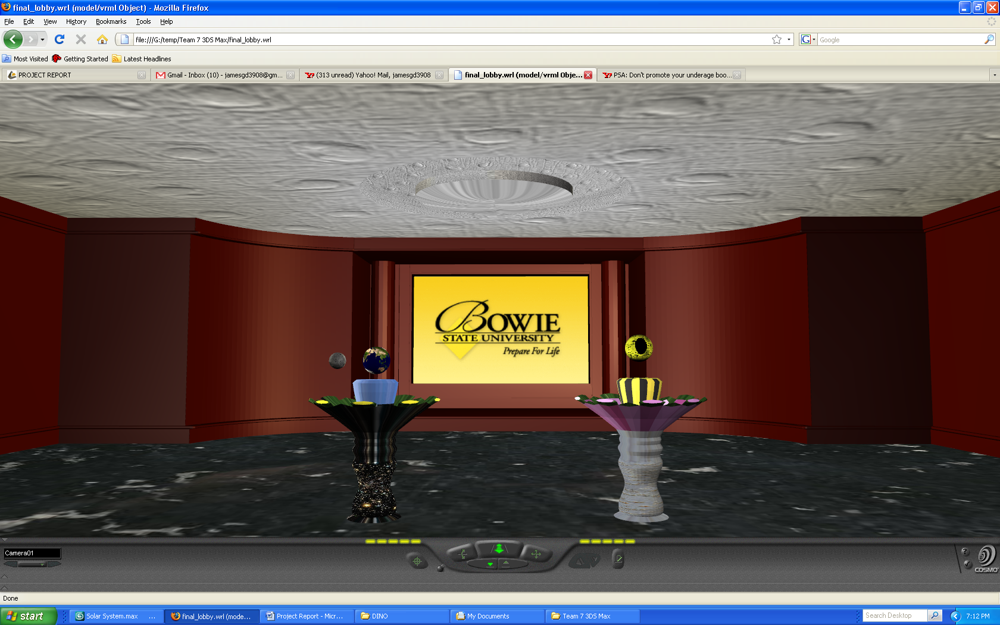 final_lobby.wrl (model/vrml Object) - Mozilla Firefox
File Edit View History Bookmarks Tools Help
file:///G:/temp/Team 7 3DS Max/final_lobby.wrl
G Google
Most Visited Getting Started Latest Headlines
PROJECT REPORT
Gmail - Inbox (10) - jamesgd3908@gm...
(313 unread) Yahoo! Mail, jamesgd3908
final_lobby.wrl (model/vrml Obje...
PSA: Don't promote your underage boo...
BOWIE
STATE UNIVERSITY
Prepare For Life
Camera01
?
COSMO
Done
start
Solar System.max ...
final_lobby.wrl (mode...
Project Report - Micr...
DINO
My Documents
Team 7 3DS Max
Search Desktop
7:12 PM